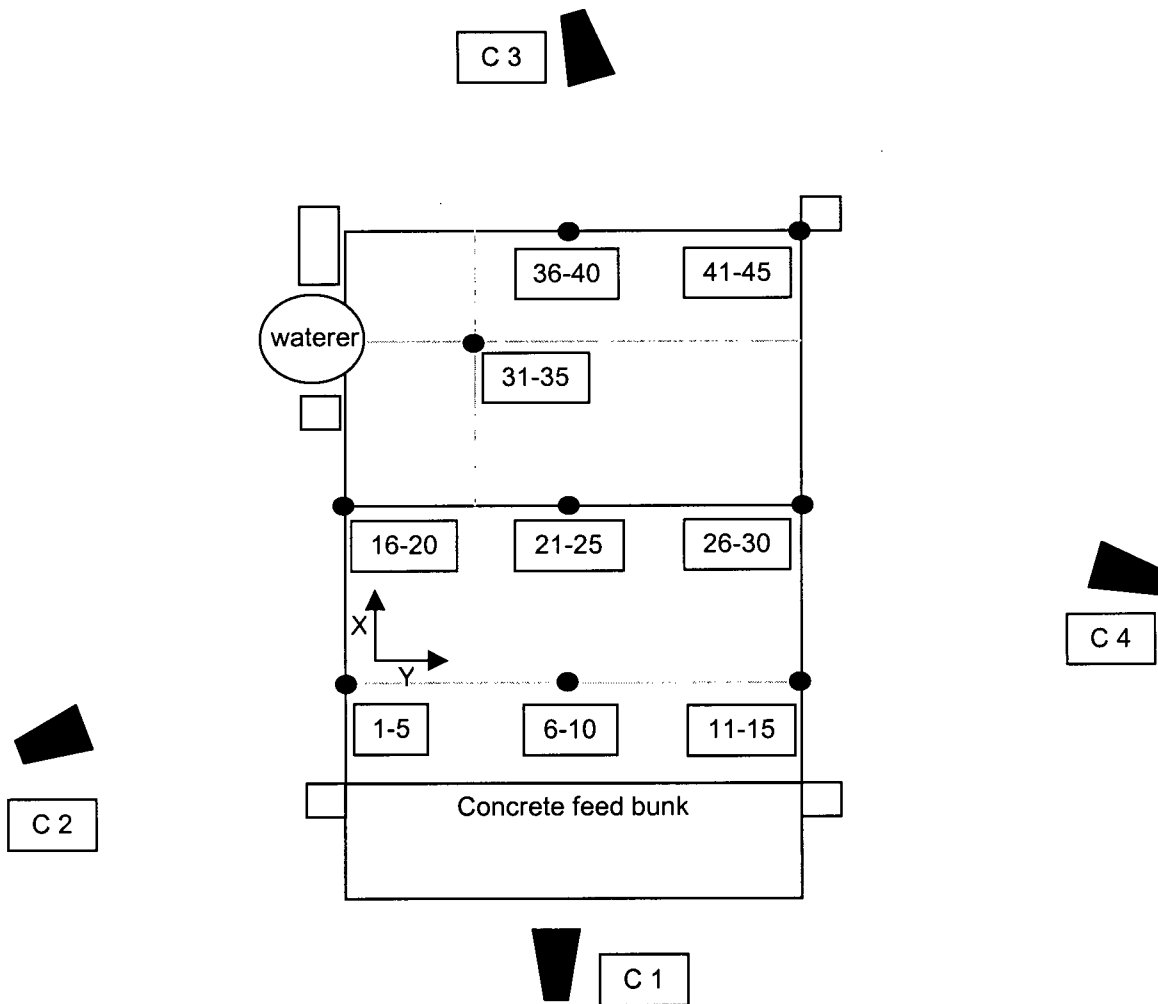 C 3
36-40
41-45
waterer
31-35
16-20
21-25
26-30
X
Y
C 4
1-5
6-10
11-15
Concrete feed bunk
C 2
C 1